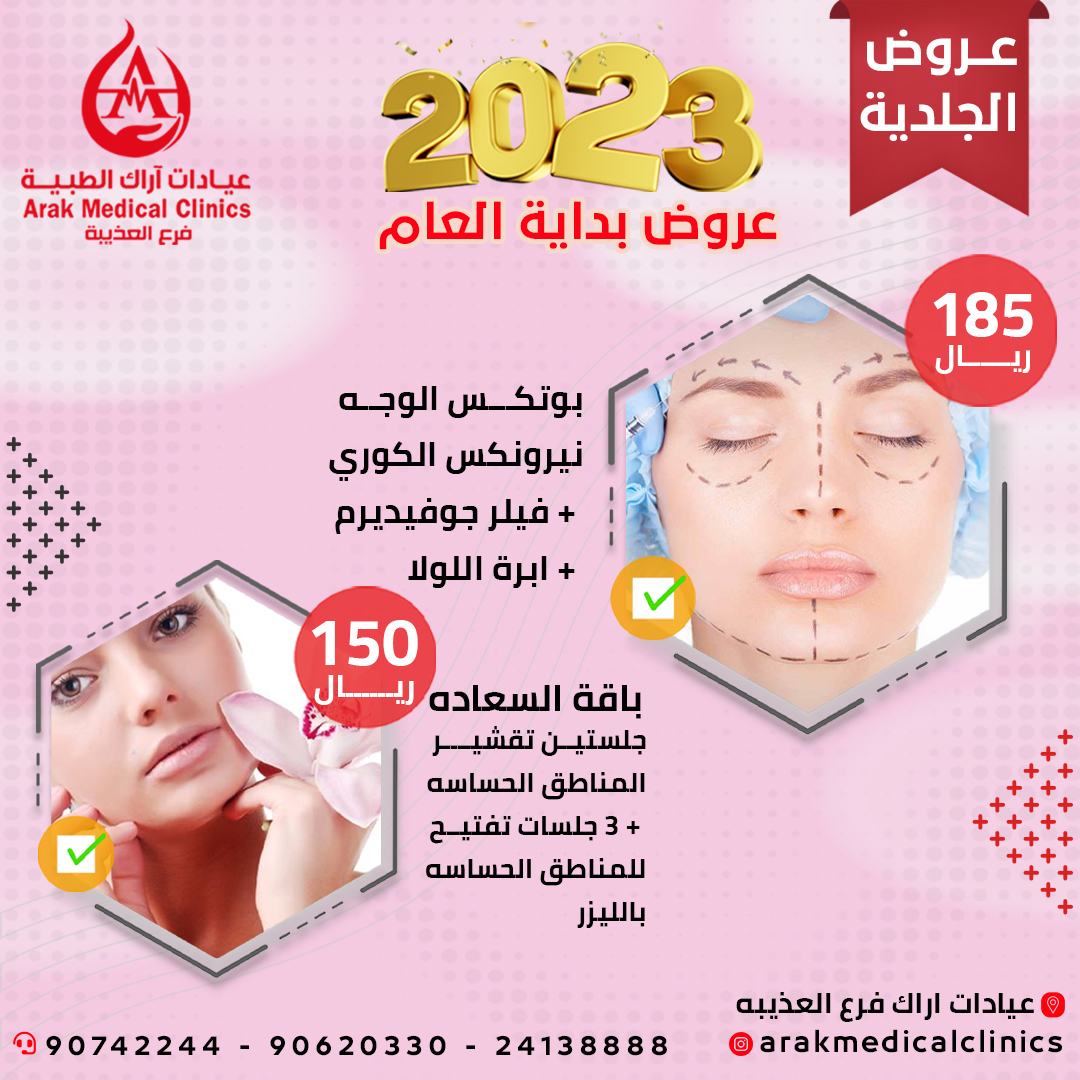 عروض
الجلدية
2023
عروض بداية العام
عيادات آراك الطبية
Arak Medical Clinics
فرع العذيبة
185
ريال
بوتكس الوجه
نيرونكس الكوري
+ فيلر جوفيديرم
+ ابرة اللولا
150
ريال
باقة السعاده
جلستين تقشير
المناطق الحساسه
+ 3 جلسات تفتيح
للمناطق الحساسه
بالليزر
عيادات اراك فرع العذيبه
arakmedicalclinics
90742244 - 90620330 - 24138888